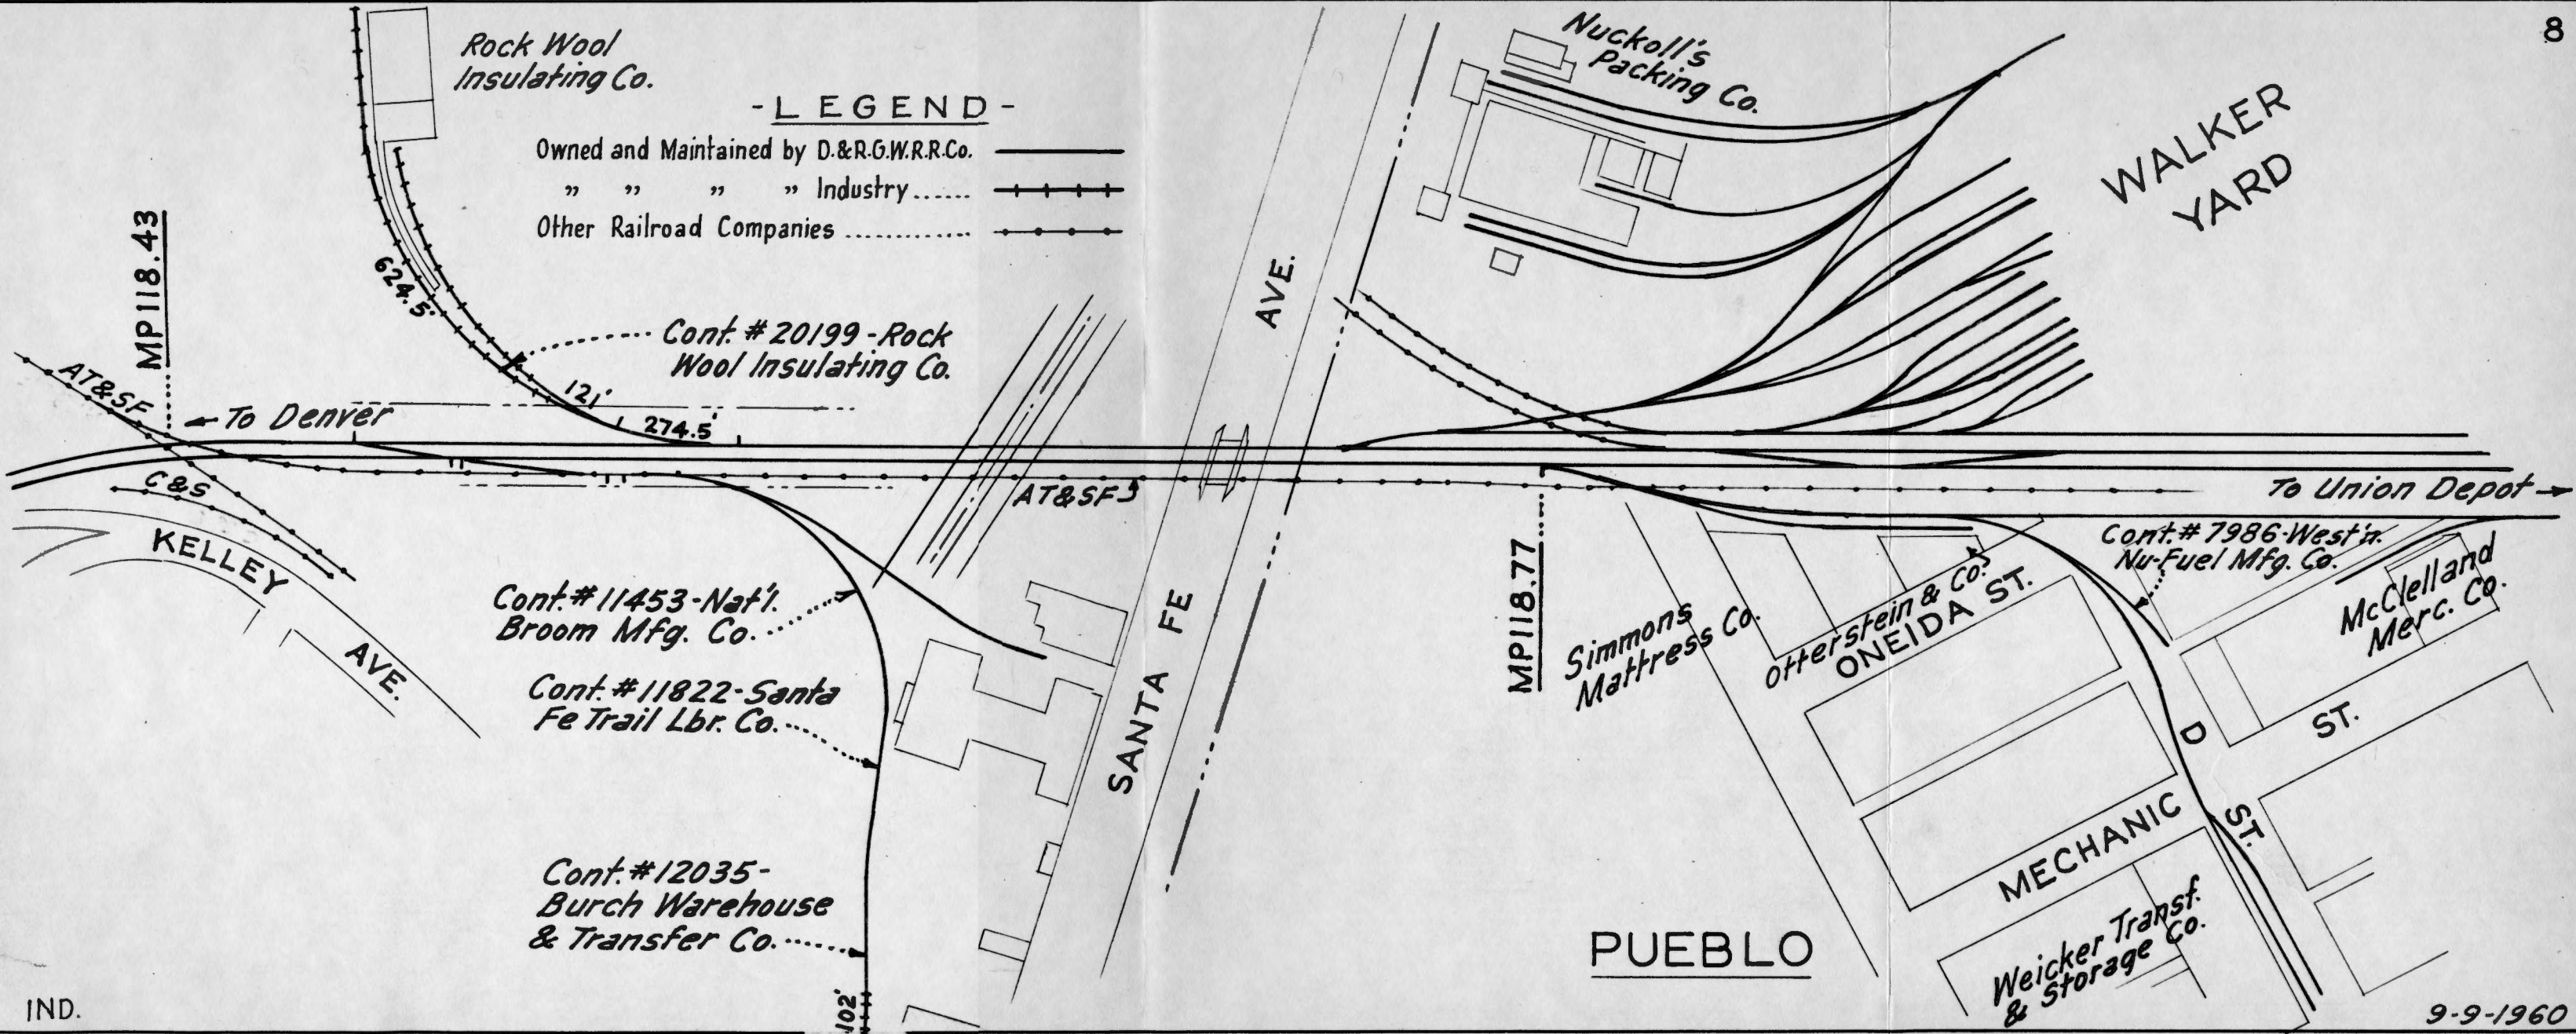 8
Rock Wool
Insulating Co.
- LEGEND -
Owned and Maintained by D.&R.G.W.R.R.Co.
" " " " Industry......
Other Railroad Companies .............
Nuckoll's
Packing Co.
WALKER
YARD
MP118.43
624.5'
Cont. # 20199 - Rock
Wool Insulating Co.
121'
274.5'
AT&SF
← To Denver
C&S
KELLEY
AVE.
AVE.
SANTA FE
AT&SF
To Union Depot →
Cont. # 11453 - Nat'l.
Broom Mfg. Co.
Cont. # 11822 - Santa
Fe Trail Lbr. Co.
Cont. # 12035 -
Burch Warehouse
& Transfer Co.
102'
MP118.77
Simmons
Mattress Co.
Otterstein & Co.
ONEIDA ST.
Cont. # 7986 - West'n.
Nu-Fuel Mfg. Co.
McClelland
Merc. Co.
D ST.
MECHANIC ST.
Weicker Transf.
& Storage Co.
PUEBLO
IND.
9-9-1960